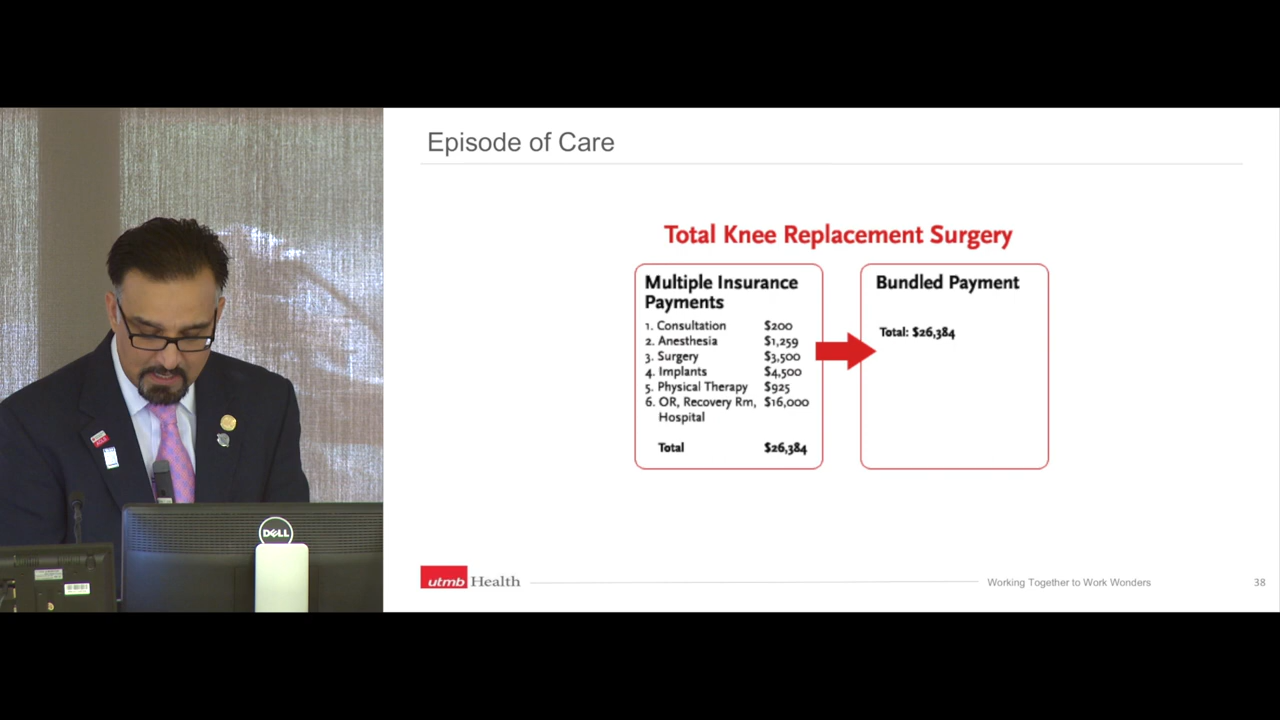 Episode of Care
Total Knee Replacement Surgery
Multiple Insurance
Payments
1. Consultation $200
2. Anesthesia $1,259
3. Surgery $3,500
4. Implants $4,500
5. Physical Therapy $925
6. OR, Recovery Rm, $16,000
Hospital
Total $26,384
Bundled Payment
Total: $26,384
DELL
utmb Health
Working Together to Work Wonders
38